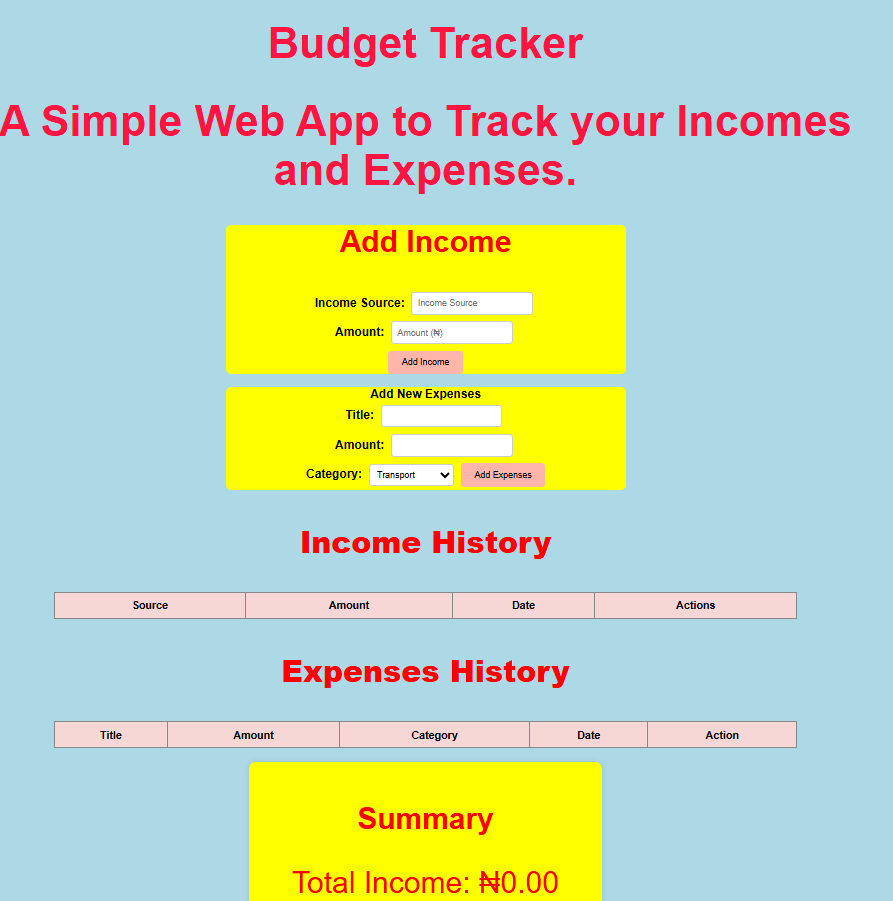 Budget Tracker
A Simple Web App to Track your Incomes
and Expenses.
Add Income
Income Source: Income Source
Amount: Amount (₦)
Add Income
Add New Expenses
Title:
Amount:
Category: Transport Add Expenses
Income History
Source Amount Date Actions
Expenses History
Title Amount Category Date Action
Summary
Total Income: ₦0.00